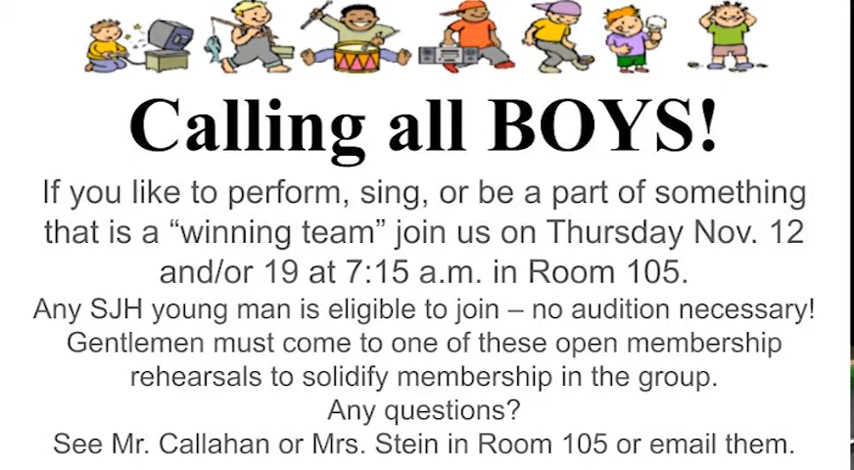 Calling all BOYS!
If you like to perform, sing, or be a part of something
that is a “winning team” join us on Thursday Nov. 12
and/or 19 at 7:15 a.m. in Room 105.
Any SJH young man is eligible to join – no audition necessary!
Gentlemen must come to one of these open membership
rehearsals to solidify membership in the group.
Any questions?
See Mr. Callahan or Mrs. Stein in Room 105 or email them.